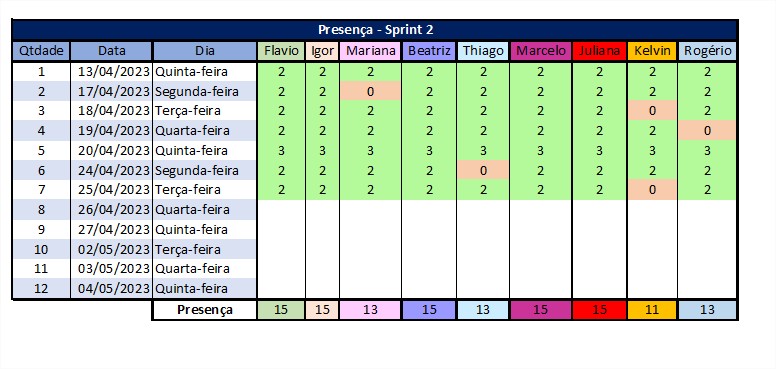 Presença - Sprint 2
Qtdade Data Dia Flavio Igor Mariana Beatriz Thiago Marcelo Juliana Kelvin Rogério
1 13/04/2023 Quinta-feira 2 2 2 2 2 2 2 2 2
2 17/04/2023 Segunda-feira 2 2 0 2 2 2 2 2 2
3 18/04/2023 Terça-feira 2 2 2 2 2 2 2 0 2
4 19/04/2023 Quarta-feira 2 2 2 2 2 2 2 2 0
5 20/04/2023 Quinta-feira 3 3 3 3 3 3 3 3 3
6 24/04/2023 Segunda-feira 2 2 2 2 0 2 2 2 2
7 25/04/2023 Terça-feira 2 2 2 2 2 2 2 0 2
8 26/04/2023 Quarta-feira
9 27/04/2023 Quinta-feira
10 02/05/2023 Terça-feira
11 03/05/2023 Quarta-feira
12 04/05/2023 Quinta-feira
Presença 15 15 13 15 13 15 15 11 13